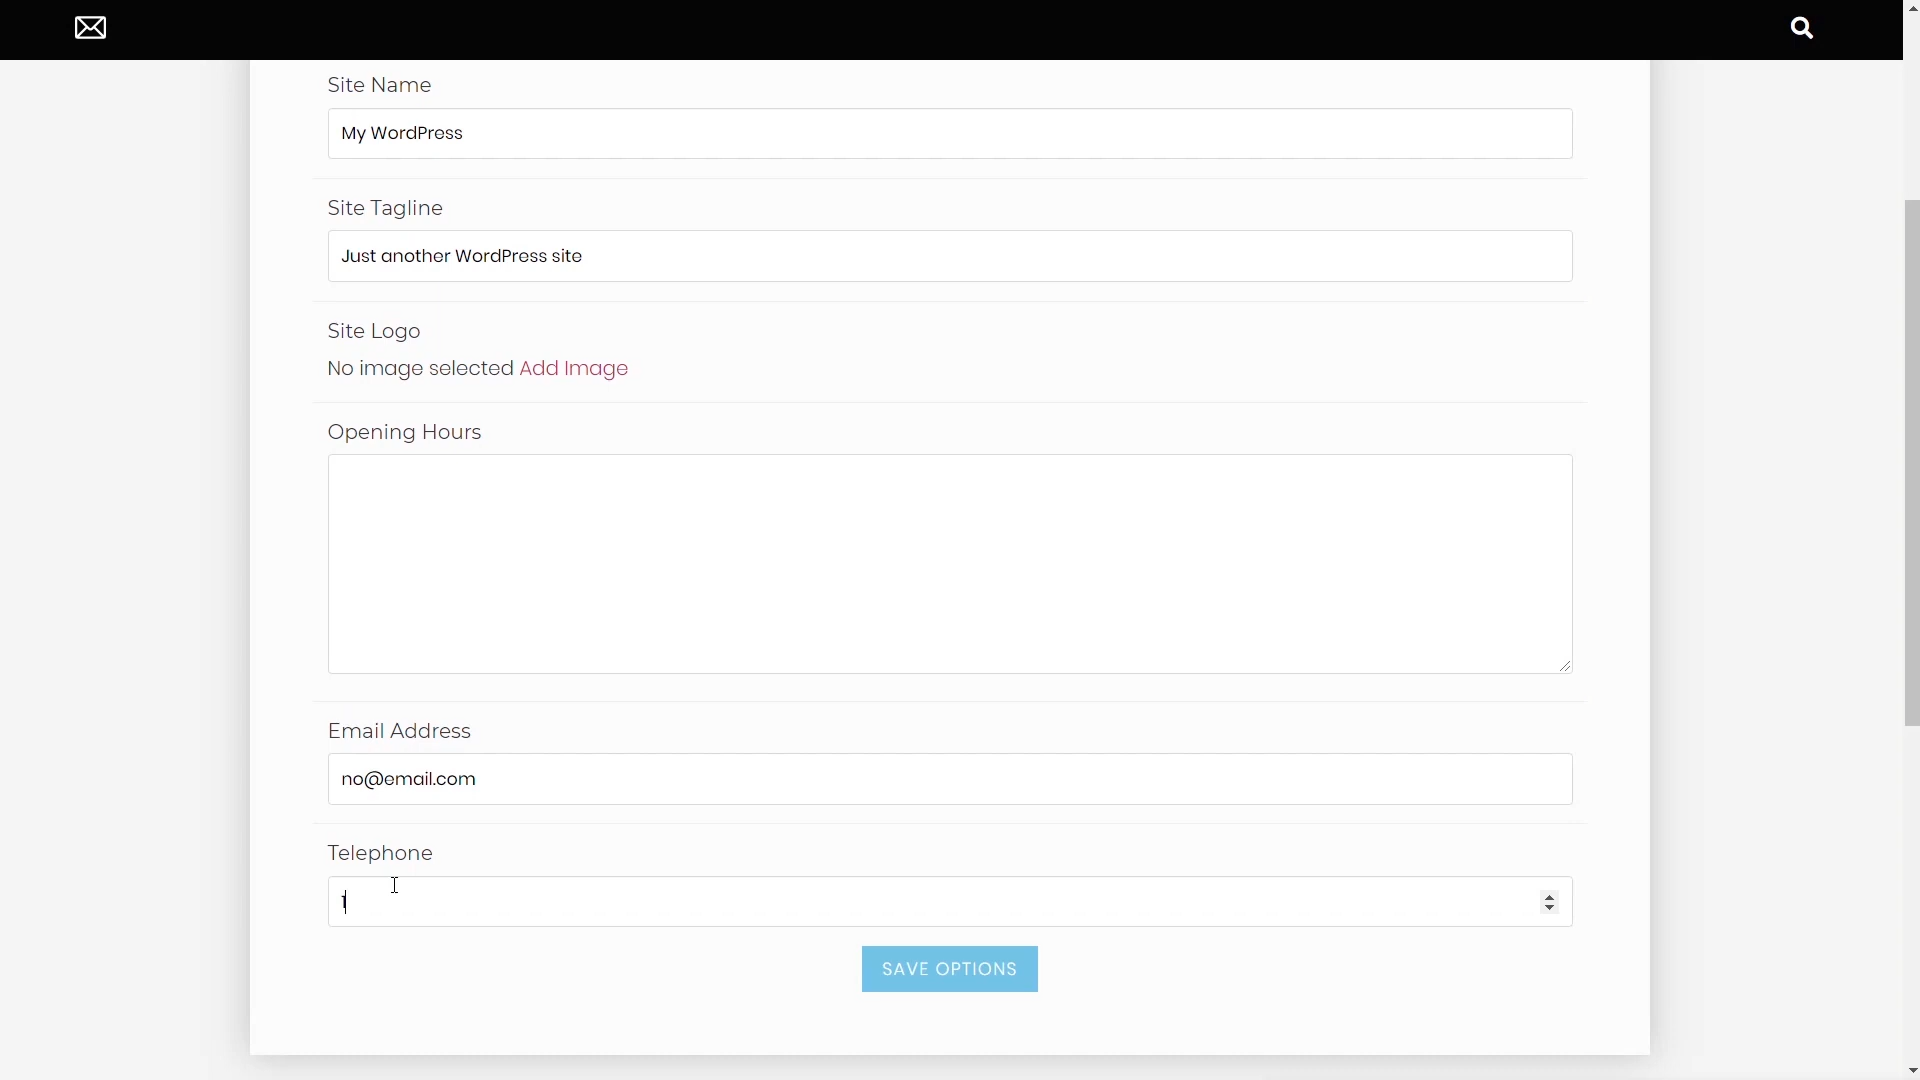 Site Name
My WordPress
Site Tagline
Just another WordPress site
Site Logo
No image selected Add Image
Opening Hours
Email Address
no@email.com
Telephone
1
SAVE OPTIONS